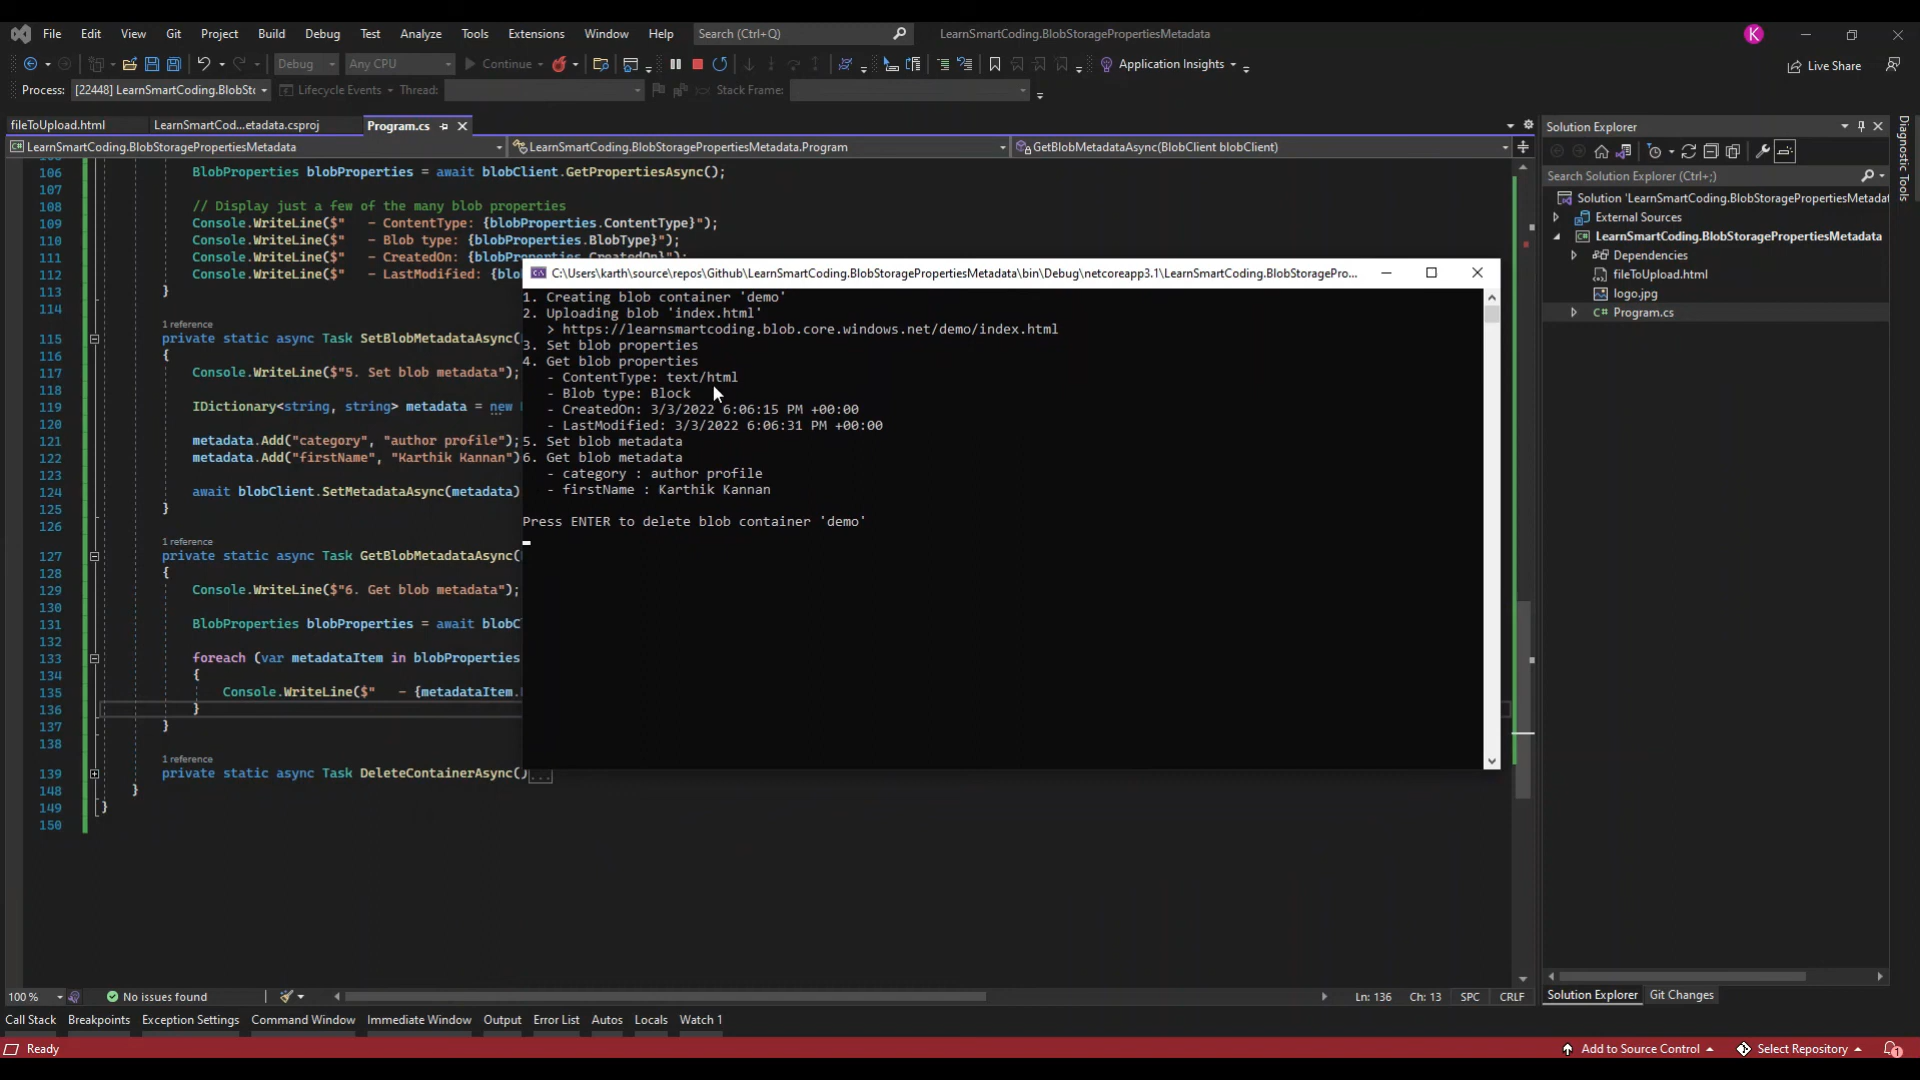 File Edit View Git Project Build Debug Test Analyze Tools Extensions Window Help Search (Ctrl+Q) LearnSmartCoding.BlobStoragePropertiesMetadata K
Debug Any CPU Continue Application Insights Live Share
Process: [22448] LearnSmartCoding.BlobSt Lifecycle Events Thread: Stack Frame:
fileToUpload.html LearnSmartCod...etadata.csproj Program.cs
LearnSmartCoding.BlobStoragePropertiesMetadata LearnSmartCoding.BlobStoragePropertiesMetadata.Program GetBlobMetadataAsync(BlobClient blobClient)
106 BlobProperties blobProperties = await blobClient.GetPropertiesAsync();
107
108 // Display just a few of the many blob properties
109 Console.WriteLine($"   - ContentType: {blobProperties.ContentType}");
110 Console.WriteLine($"   - Blob type: {blobProperties.BlobType}");
111 Console.WriteLine($"   - CreatedOn: {blobProperties.CreatedOn}");
112 Console.WriteLine($"   - LastModified: {blo
113 }
114
1 reference
115 private static async Task SetBlobMetadataAsync(
116 {
117 Console.WriteLine($"5. Set blob metadata");
118
119 IDictionary<string, string> metadata = new
120
121 metadata.Add("category", "author profile");
122 metadata.Add("firstName", "Karthik Kannan")
123
124 await blobClient.SetMetadataAsync(metadata)
125 }
126
1 reference
127 private static async Task GetBlobMetadataAsync(
128 {
129 Console.WriteLine($"6. Get blob metadata");
130
131 BlobProperties blobProperties = await blobC
132
133 foreach (var metadataItem in blobProperties
134 {
135 Console.WriteLine($"   - {metadataItem.
136 }
137 }
138
1 reference
139 private static async Task DeleteContainerAsync()...
148 }
149 }
150
C:\Users\karth\source\repos\Github\LearnSmartCoding.BlobStoragePropertiesMetadata\bin\Debug\netcoreapp3.1\LearnSmartCoding.BlobStoragePro...
1. Creating blob container 'demo'
2. Uploading blob 'index.html'
> https://learnsmartcoding.blob.core.windows.net/demo/index.html
3. Set blob properties
4. Get blob properties
- ContentType: text/html
- Blob type: Block
- CreatedOn: 3/3/2022 6:06:15 PM +00:00
- LastModified: 3/3/2022 6:06:31 PM +00:00
5. Set blob metadata
6. Get blob metadata
- category : author profile
- firstName : Karthik Kannan
Press ENTER to delete blob container 'demo'
Solution Explorer
Search Solution Explorer (Ctrl+;)
Solution 'LearnSmartCoding.BlobStoragePropertiesMetadat
External Sources
LearnSmartCoding.BlobStoragePropertiesMetadata
Dependencies
fileToUpload.html
logo.jpg
C# Program.cs
Diagnostic Tools
100 % No issues found Ln: 136 Ch: 13 SPC CRLF
Solution Explorer Git Changes
Call Stack Breakpoints Exception Settings Command Window Immediate Window Output Error List Autos Locals Watch 1
Ready Add to Source Control Select Repository 1